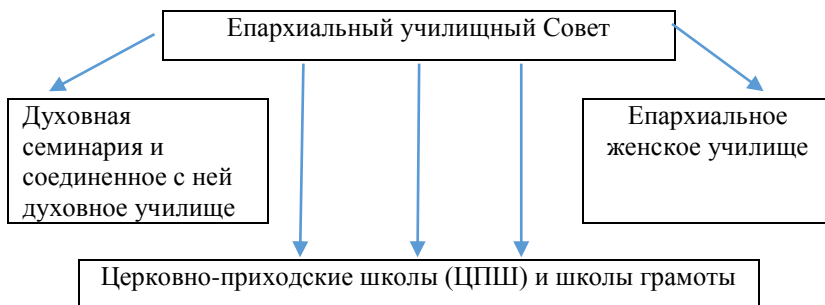 Епархиальный училищный Совет
Духовная
семинария и
соединенное с ней
духовное училище
Епархиальное
женское училище
Церковно-приходские школы (ЦПШ) и школы грамоты